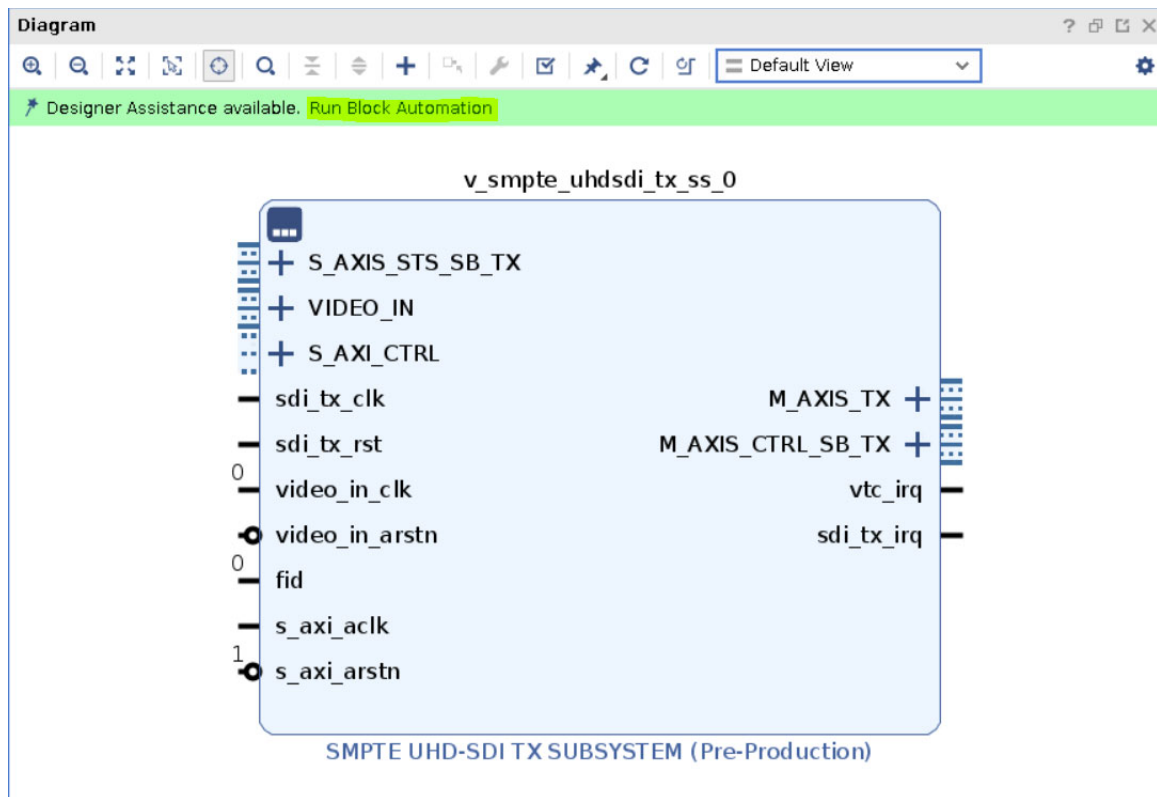 Diagram
Default View
Designer Assistance available. Run Block Automation
v_smpte_uhdsdi_tx_ss_0
S_AXIS_STS_SB_TX
VIDEO_IN
S_AXI_CTRL
sdi_tx_clk
M_AXIS_TX
sdi_tx_rst
M_AXIS_CTRL_SB_TX
0
video_in_clk
vtc_irq
video_in_arstn
sdi_tx_irq
0
fid
s_axi_aclk
1
s_axi_arstn
SMPTE UHD-SDI TX SUBSYSTEM (Pre-Production)